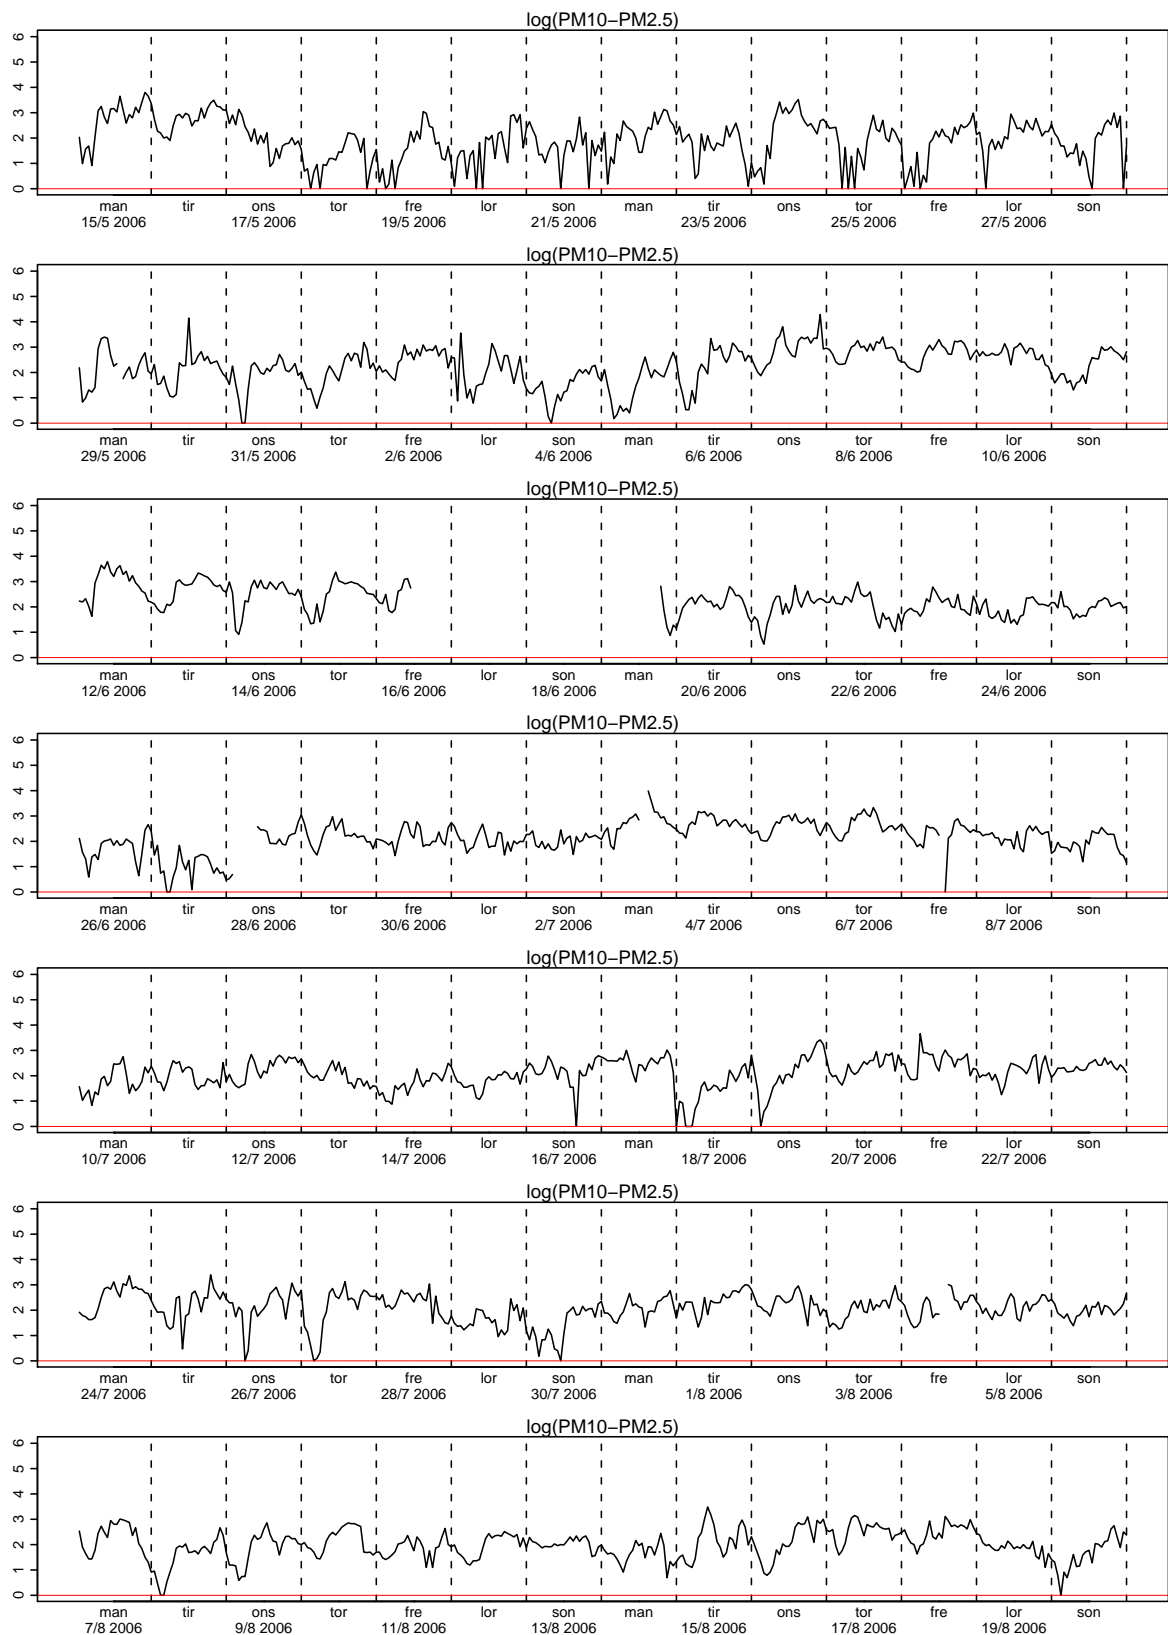 log(PM10−PM2.5)
0 1 2 3 4 5 6
man tir ons tor fre lor son man tir ons tor fre lor son
15/5 2006 17/5 2006 19/5 2006 21/5 2006 23/5 2006 25/5 2006 27/5 2006
log(PM10−PM2.5)
0 1 2 3 4 5 6
man tir ons tor fre lor son man tir ons tor fre lor son
29/5 2006 31/5 2006 2/6 2006 4/6 2006 6/6 2006 8/6 2006 10/6 2006
log(PM10−PM2.5)
0 1 2 3 4 5 6
man tir ons tor fre lor son man tir ons tor fre lor son
12/6 2006 14/6 2006 16/6 2006 18/6 2006 20/6 2006 22/6 2006 24/6 2006
log(PM10−PM2.5)
0 1 2 3 4 5 6
man tir ons tor fre lor son man tir ons tor fre lor son
26/6 2006 28/6 2006 30/6 2006 2/7 2006 4/7 2006 6/7 2006 8/7 2006
log(PM10−PM2.5)
0 1 2 3 4 5 6
man tir ons tor fre lor son man tir ons tor fre lor son
10/7 2006 12/7 2006 14/7 2006 16/7 2006 18/7 2006 20/7 2006 22/7 2006
log(PM10−PM2.5)
0 1 2 3 4 5 6
man tir ons tor fre lor son man tir ons tor fre lor son
24/7 2006 26/7 2006 28/7 2006 30/7 2006 1/8 2006 3/8 2006 5/8 2006
log(PM10−PM2.5)
0 1 2 3 4 5 6
man tir ons tor fre lor son man tir ons tor fre lor son
7/8 2006 9/8 2006 11/8 2006 13/8 2006 15/8 2006 17/8 2006 19/8 2006